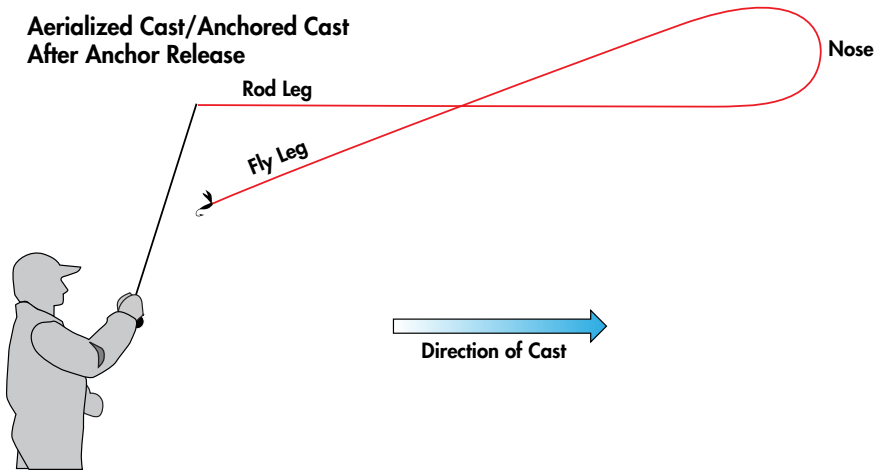 Aerialized Cast/Anchored Cast
After Anchor Release
Nose
Rod Leg
Fly Leg
Direction of Cast